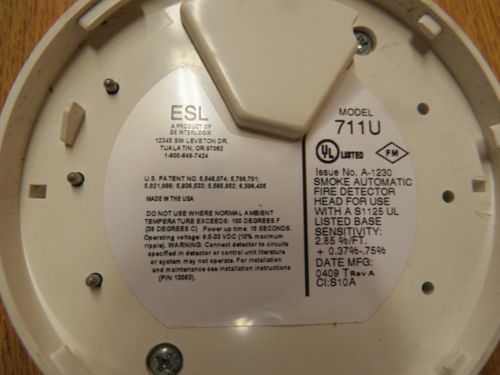 ESL
A PRODUCT OF
GE INTERLOGIX
12345 SW LEVETON DR.
TUALATIN, OR 97062
1-800-648-7424
U.S. PATENT NO. 5,546,074; 5,798,701;
5,821,866; 5,936,533; 5,565,852; 6,396,405
MADE IN THE USA
DO NOT USE WHERE NORMAL AMBIENT
TEMPERATURE EXCEEDS: 100 DEGREES F
(38 DEGREES C) Power up time: 15 SECONDS.
Operating voltage: 8.5-33 VDC (10% maximum
ripple). WARNING: Connect detector to circuits
specified in detector or control unit literature
or system may not operate. For installation
and maintenance see installation instructions
(P/N 13063).
MODEL
711U
UL LISTED FM
Issue No. A-1230
SMOKE AUTOMATIC
FIRE DETECTOR
HEAD FOR USE
WITH A S1125 UL
LISTED BASE
SENSITIVITY:
2.85 %/FT.
+ 0.37%-.75%
DATE MFG:
0409 T Rev A
CI:S10A